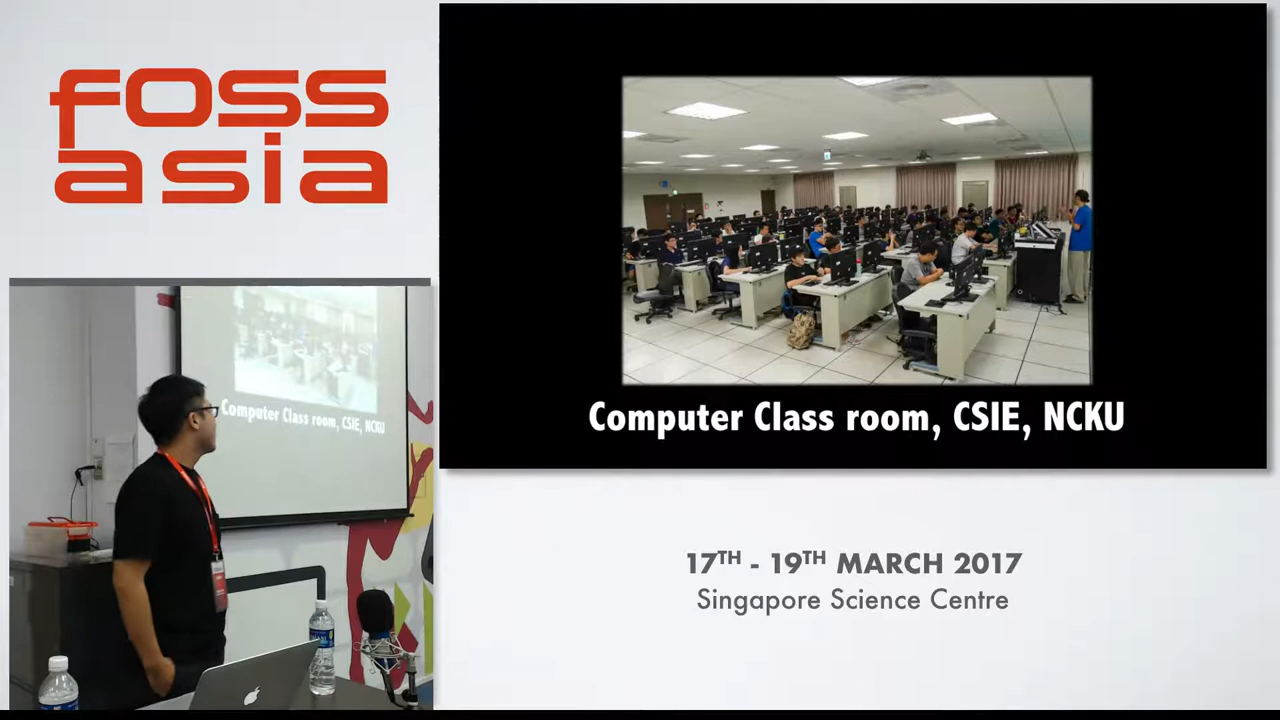 foss
asia
Computer Class room, CSIE, NCKU
Computer Class room, CSIE, NCKU
17TH - 19TH MARCH 2017
Singapore Science Centre